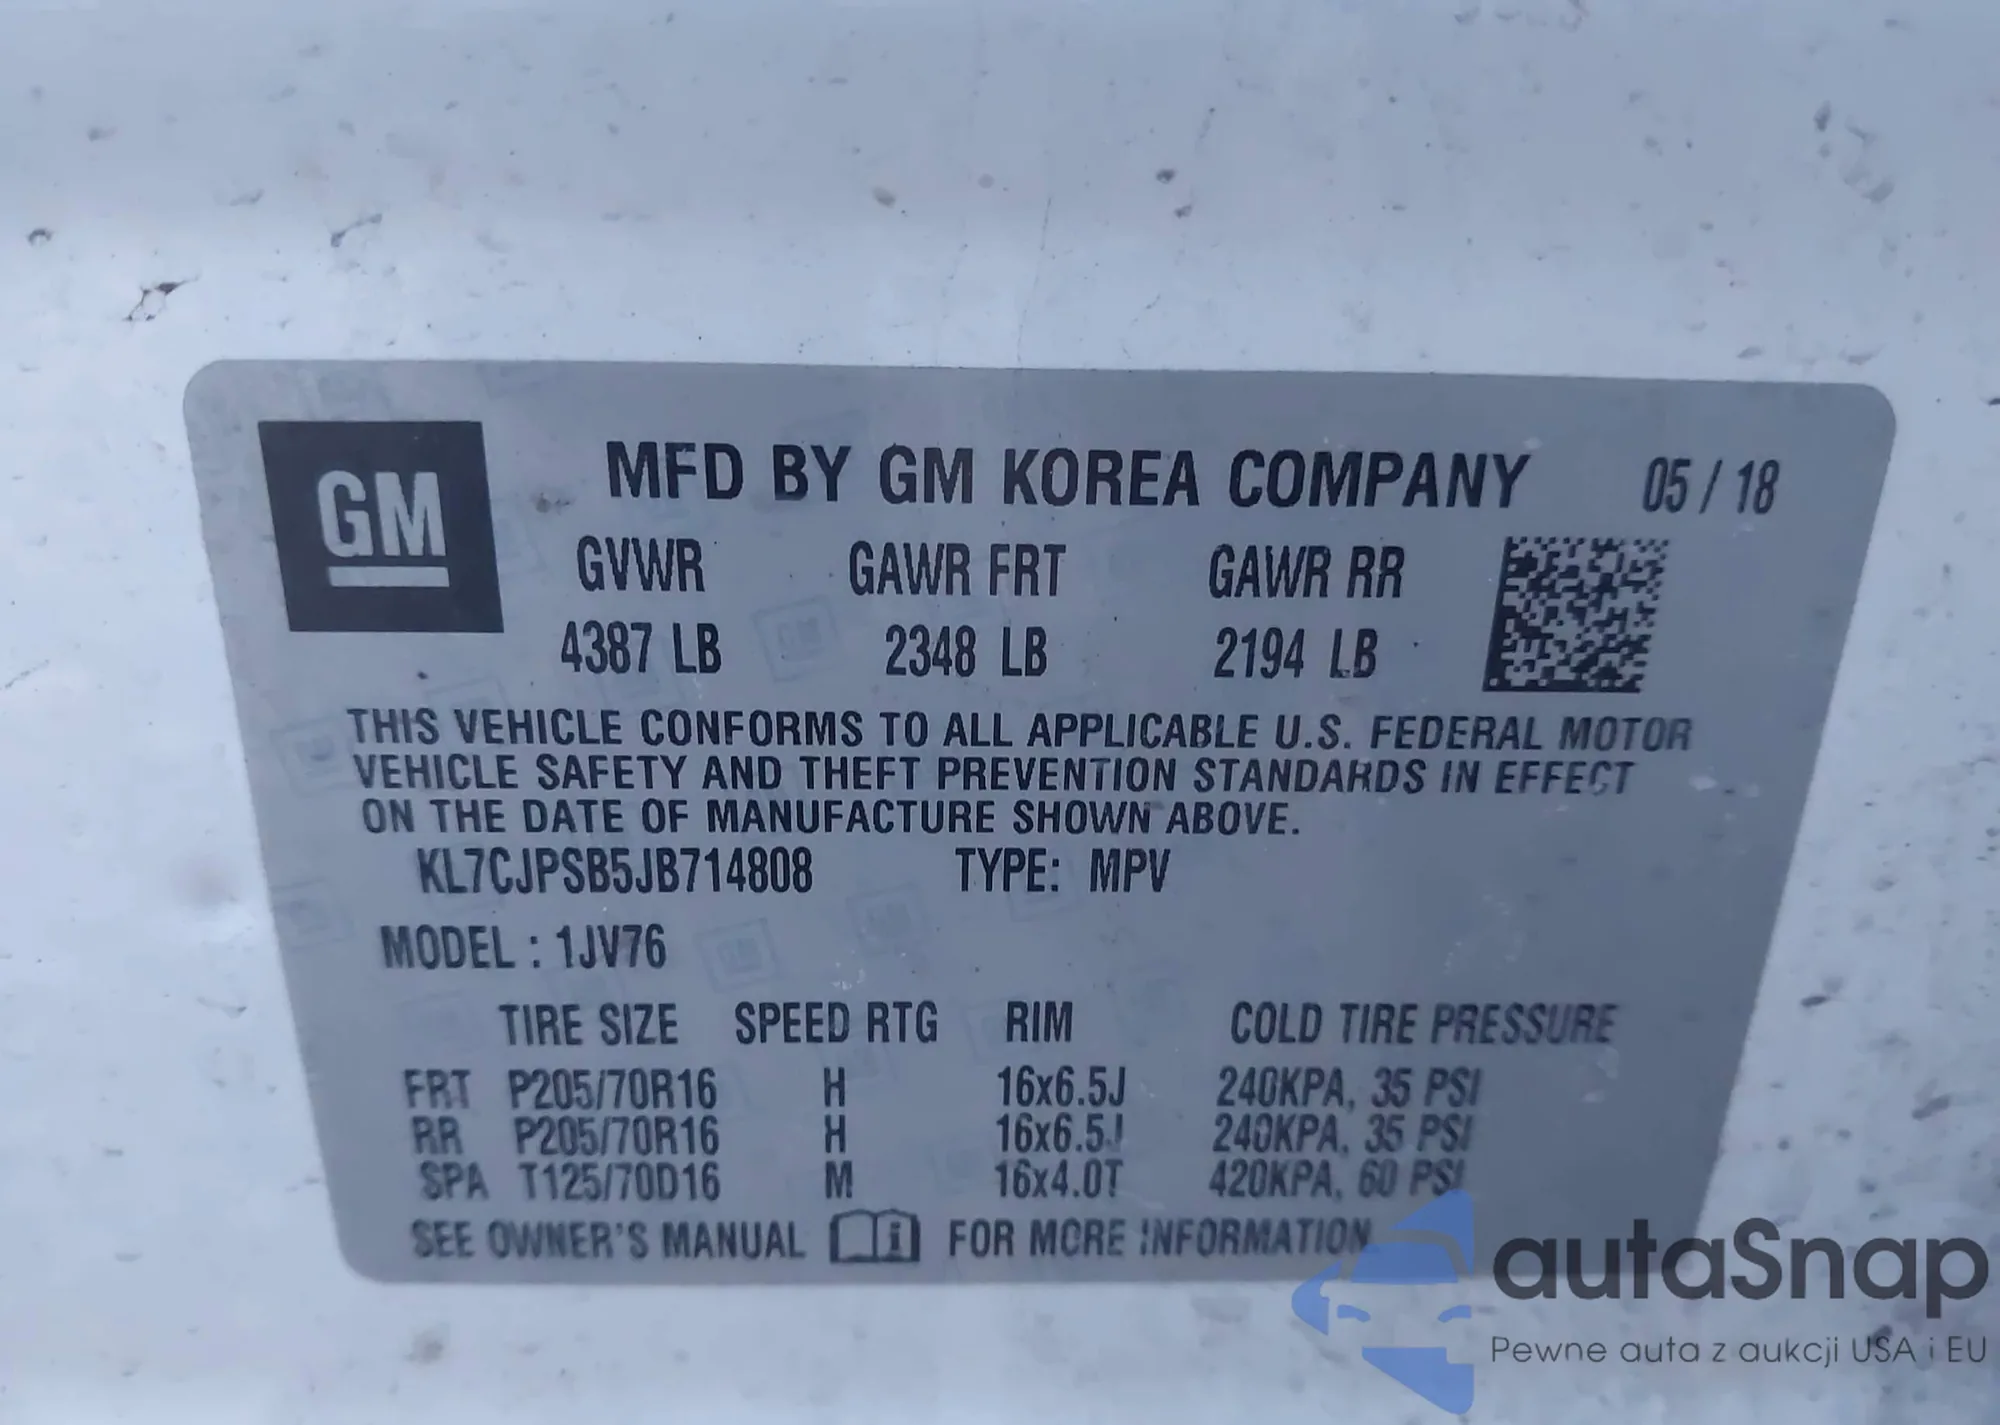 GM
MFD BY GM KOREA COMPANY 05 / 18
GVWR GAWR FRT GAWR RR
4387 LB 2348 LB 2194 LB
THIS VEHICLE CONFORMS TO ALL APPLICABLE U.S. FEDERAL MOTOR
VEHICLE SAFETY AND THEFT PREVENTION STANDARDS IN EFFECT
ON THE DATE OF MANUFACTURE SHOWN ABOVE.
KL7CJPSB5JB714808 TYPE: MPV
MODEL : 1JV76
TIRE SIZE SPEED RTG RIM COLD TIRE PRESSURE
FRT P205/70R16 H 16x6.5J 240KPA, 35 PSI
RR P205/70R16 H 16x6.5J 240KPA, 35 PSI
SPA T125/70D16 M 16x4.0T 420KPA, 60 PSI
SEE OWNER'S MANUAL i FOR MORE INFORMATION.
autaSnap
Pewne auta z aukcji USA i EU